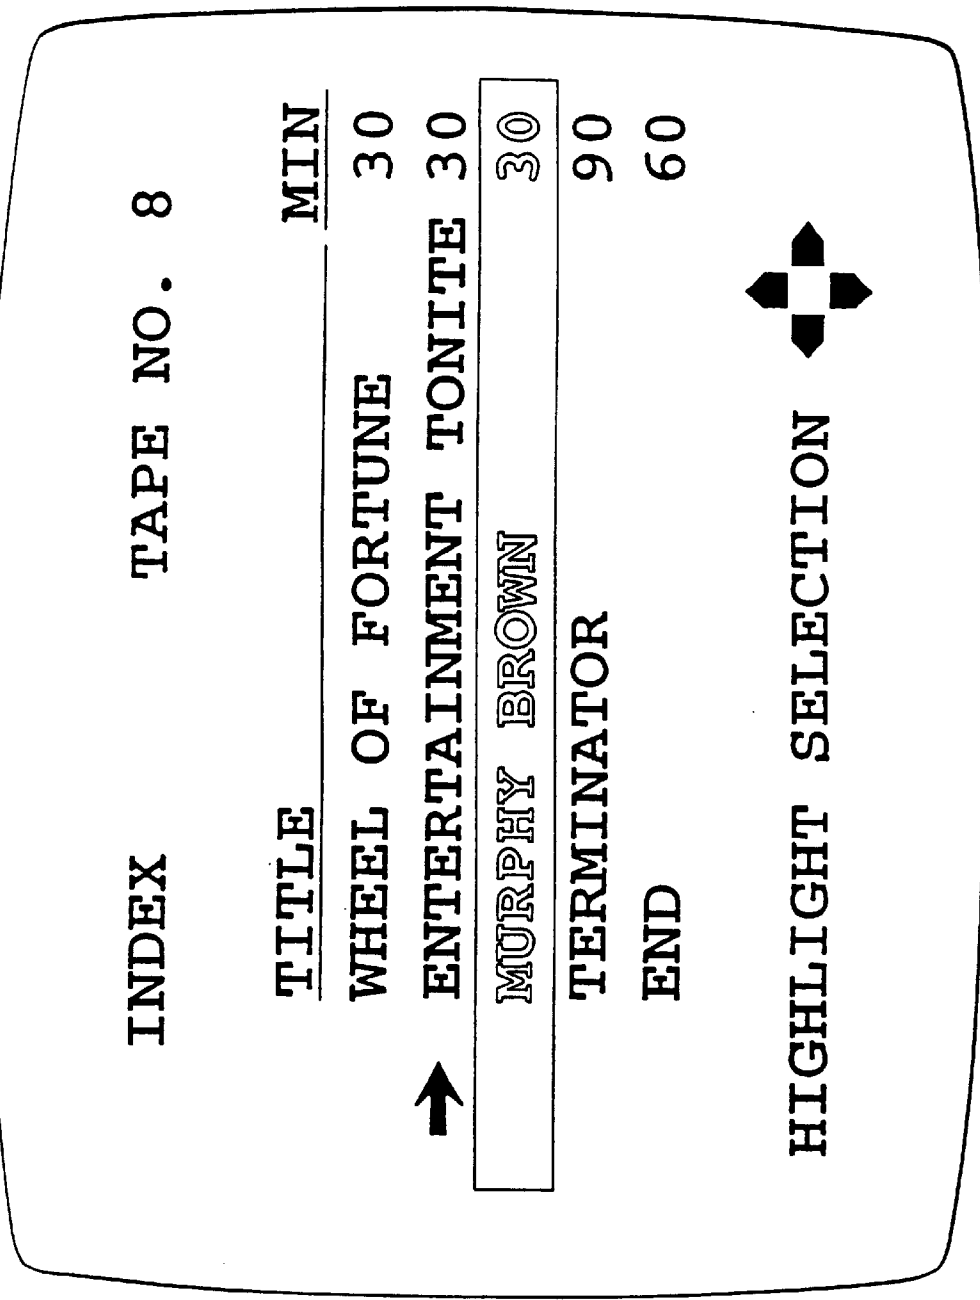 INDEX TAPE NO. 8
TITLE MIN
WHEEL OF FORTUNE 30
ENTERTAINMENT TONITE 30
MURPHY BROWN 30
TERMINATOR 90
END 60
HIGHLIGHT SELECTION